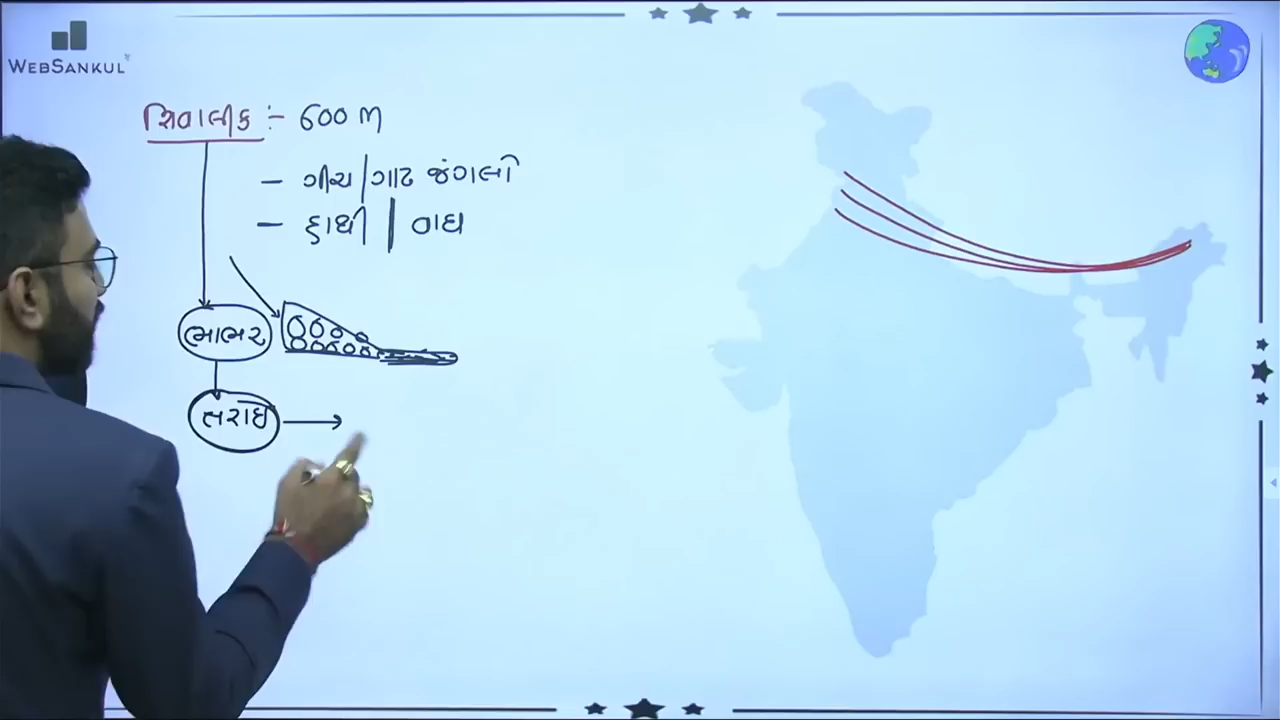 WEBSANKUL
શિવાલીક :- 600 m
- ગીચ/ગાઢ જંગલો
- હાથી | વાઘ
ભાભર
તરાઇ →